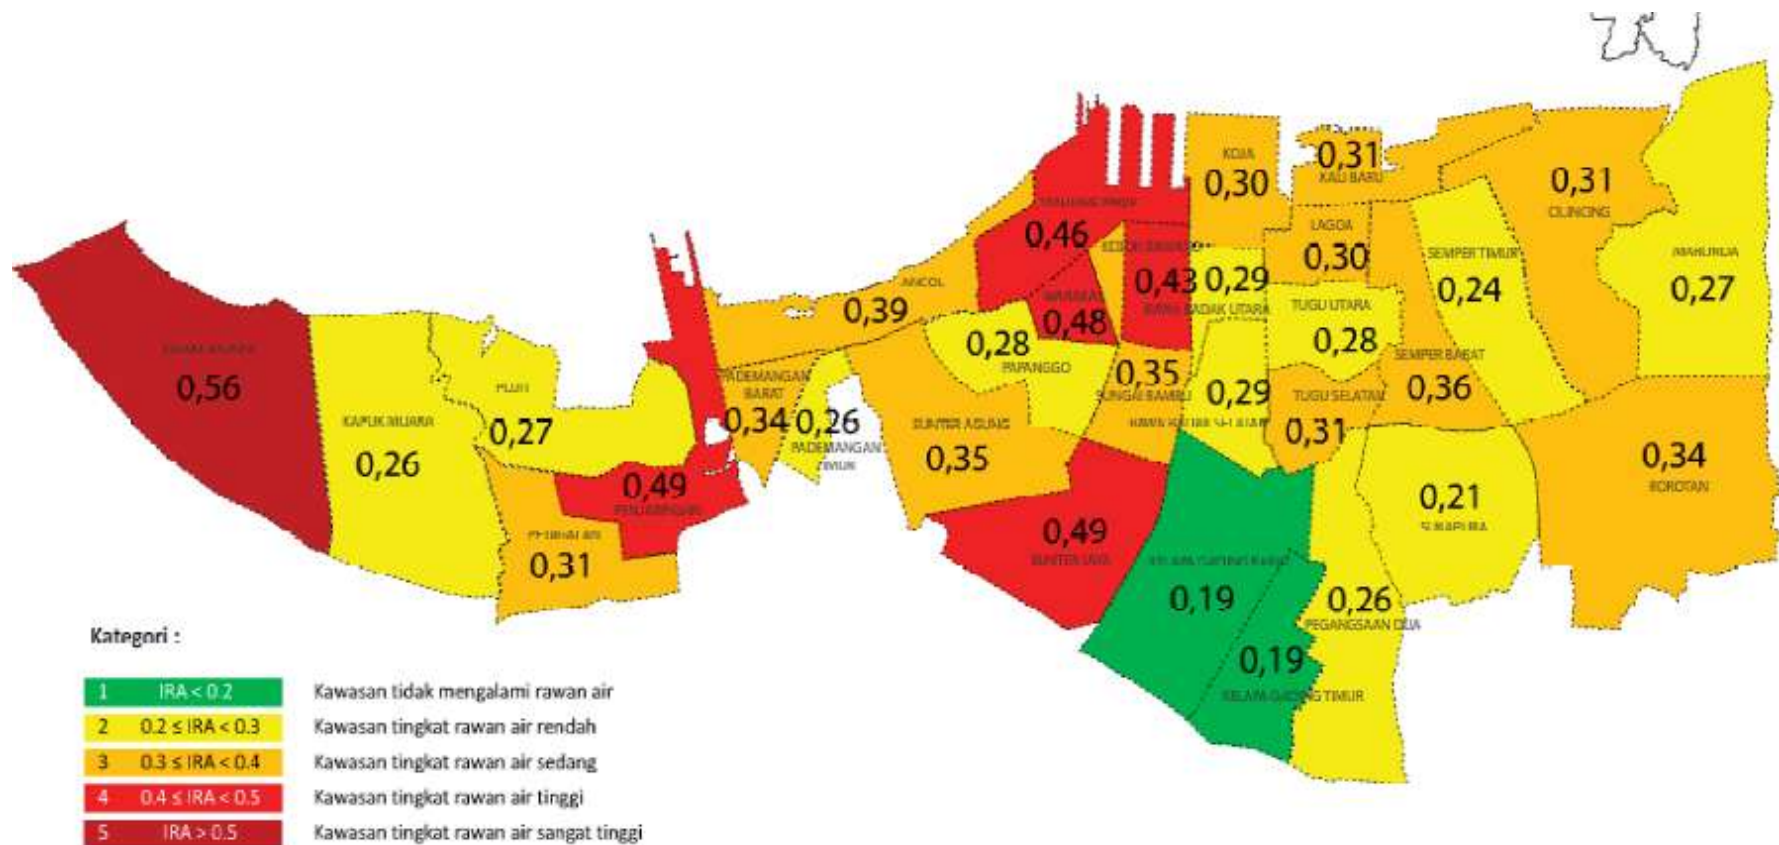 KOJA
0,30
0,31
KALI BARU
0,31
CILINCING
0,46
LAGOA
0,30
SEMPER TIMUR
0,24
0,27
ANCOL
0,39
0,43
0,29
RAWA BADAK UTARA
0,48
TUGU UTARA
0,28
0,28
PAPANGGO
0,56
PLUIT
0,27
KAPUK MUARA
0,26
PADEMANGAN
BARAT
0,34
0,26
PADEMANGAN
TIMUR
SUNTER AGUNG
0,35
0,35
SUNGAI BAMBU
0,29
TUGU SELATAN
0,31
SEMPER BARAT
0,36
0,34
ROROTAN
0,49
PENJARINGAN
0,31
0,49
SUNTER JAYA
0,21
0,19
0,19
KELAPA GADING TIMUR
0,26
PEGANGSAAN DUA
Kategori :
1 IRA < 0.2 Kawasan tidak mengalami rawan air
2 0.2 ≤ IRA < 0.3 Kawasan tingkat rawan air rendah
3 0.3 ≤ IRA < 0.4 Kawasan tingkat rawan air sedang
4 0.4 ≤ IRA < 0.5 Kawasan tingkat rawan air tinggi
5 IRA > 0.5 Kawasan tingkat rawan air sangat tinggi